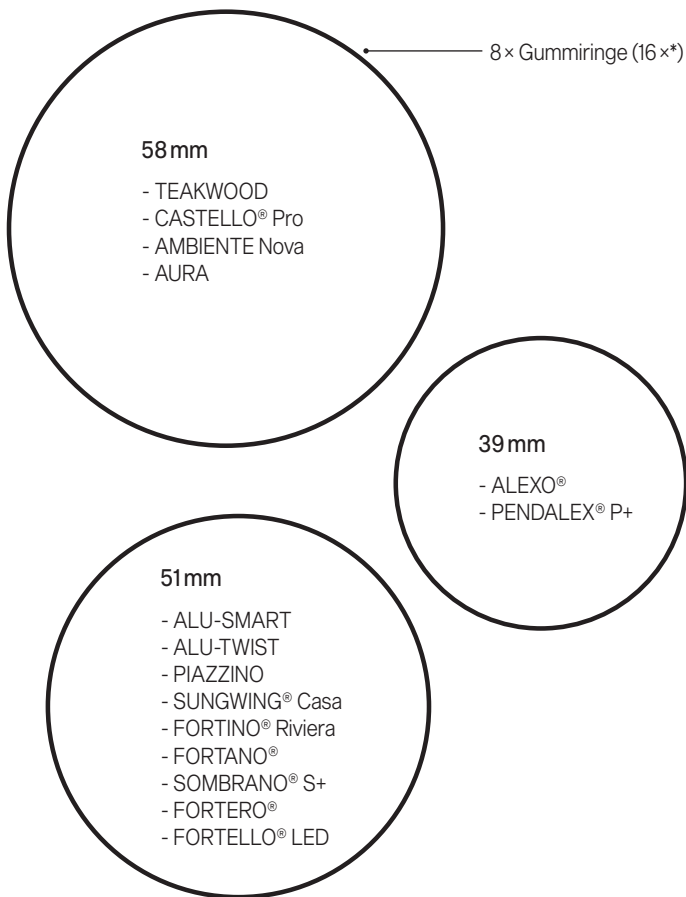 8× Gummiringe (16 ×*)
58 mm
- TEAKWOOD
- CASTELLO® Pro
- AMBIENTE Nova
- AURA
39 mm
- ALEXO®
- PENDALEX® P+
51 mm
- ALU-SMART
- ALU-TWIST
- PIAZZINO
- SUNGWING® Casa
- FORTINO® Riviera
- FORTANO®
- SOMBRANO® S+
- FORTERO®
- FORTELLO® LED